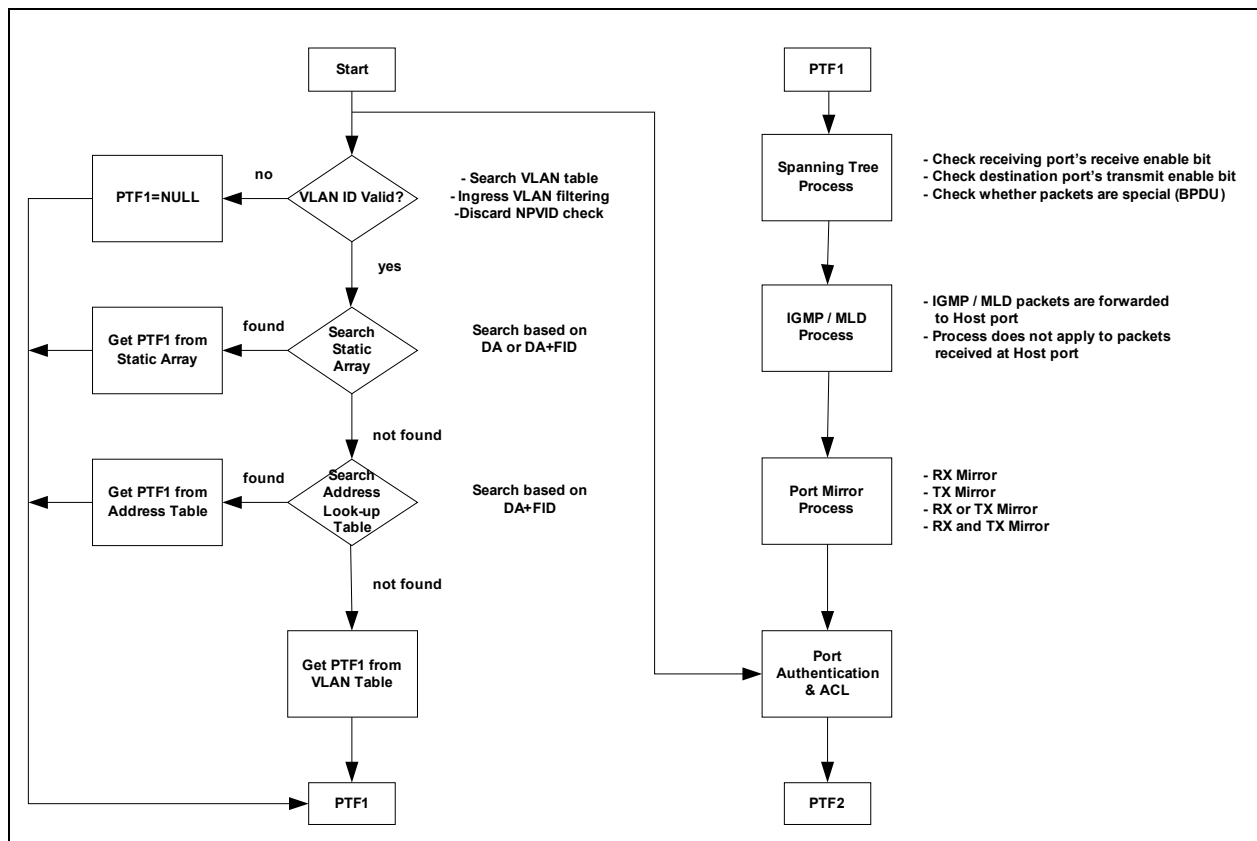 Start
no
VLAN ID Valid?
PTF1=NULL
- Search VLAN table
- Ingress VLAN filtering
-Discard NPVID check
yes
found
Get PTF1 from
Static Array
Search
Static
Array
Search based on
DA or DA+FID
not found
found
Get PTF1 from
Address Table
Search
Address
Look-up
Table
Search based on
DA+FID
not found
Get PTF1 from
VLAN Table
PTF1
PTF1
Spanning Tree
Process
- Check receiving port’s receive enable bit
- Check destination port’s transmit enable bit
- Check whether packets are special (BPDU)
IGMP / MLD
Process
- IGMP / MLD packets are forwarded
to Host port
- Process does not apply to packets
received at Host port
Port Mirror
Process
- RX Mirror
- TX Mirror
- RX or TX Mirror
- RX and TX Mirror
Port
Authentication
& ACL
PTF2